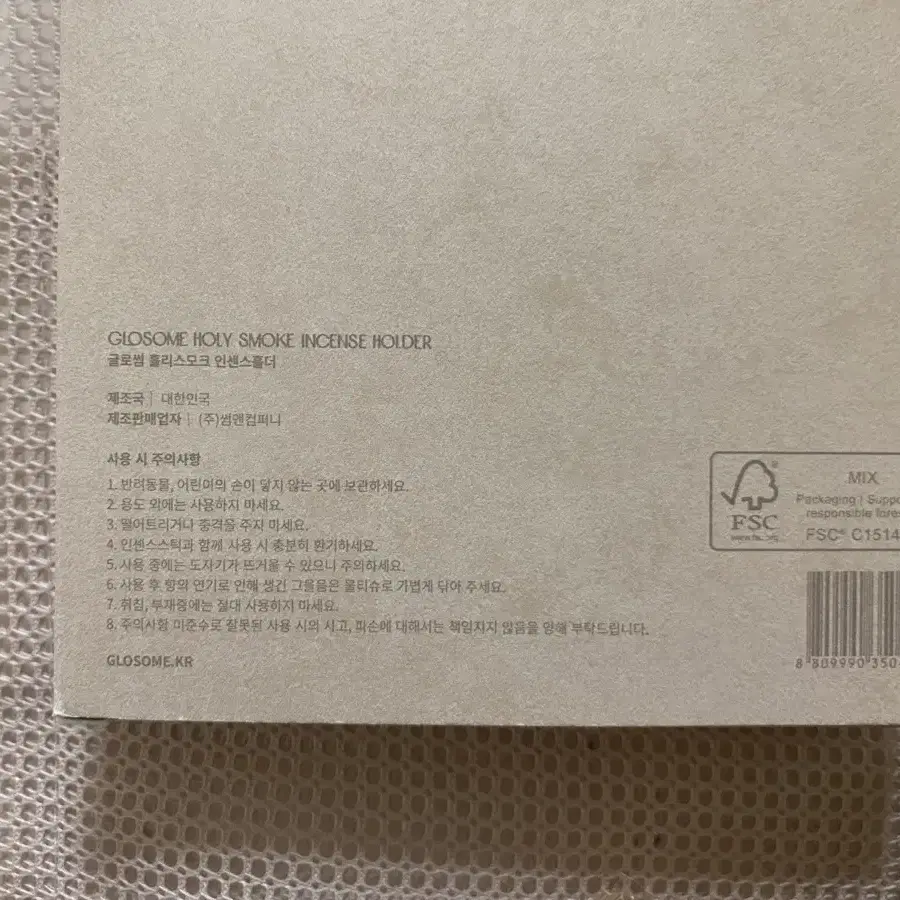 GLOSOME HOLY SMOKE INCENSE HOLDER
글로썸 홀리스모크 인센스홀더
제조국 | 대한민국
제조판매업자 | (주)썸앤컴퍼니
사용 시 주의사항
1. 반려동물, 어린이의 손이 닿지 않는 곳에 보관하세요.
2. 용도 외에는 사용하지 마세요.
3. 떨어트리거나 충격을 주지 마세요.
4. 인센스스틱과 함께 사용 시 충분히 환기하세요.
5. 사용 중에는 도자기가 뜨거울 수 있으니 주의하세요.
6. 사용 후 향의 연기로 인해 생긴 그을음은 물티슈로 가볍게 닦아 주세요.
7. 취침, 부재중에는 절대 사용하지 마세요.
8. 주의사항 미준수로 잘못된 사용 시의 사고, 파손에 대해서는 책임지지 않음을 양해 부탁드립니다.
GLOSOME.KR
FSC
MIX
Packaging | Suppo
responsible fores
FSC® C1514
8 809990 350